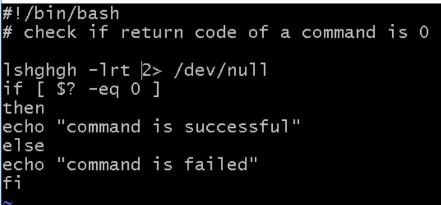 #!/bin/bash
# check if return code of a command is 0
lshghgh -lrt 2> /dev/null
if [ $? -eq 0 ]
then
echo "command is successful"
else
echo "command is failed"
fi
~